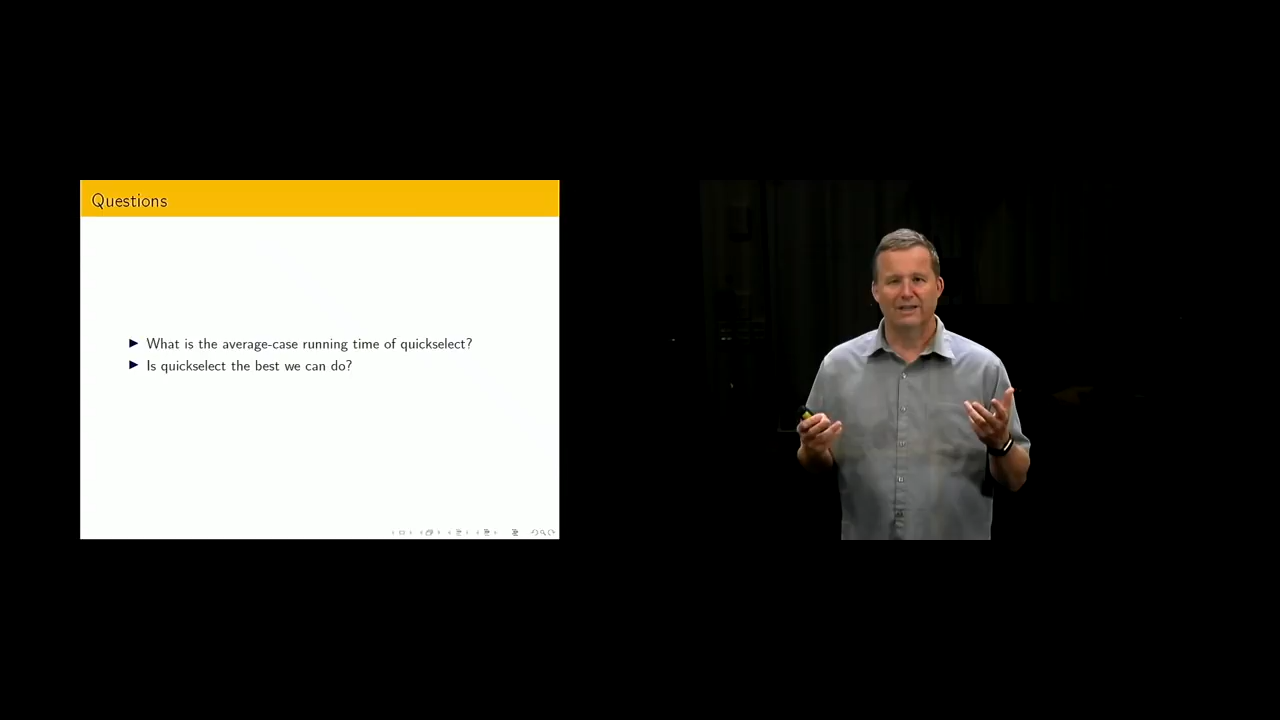 Questions
▶ What is the average-case running time of quickselect?
▶ Is quickselect the best we can do?